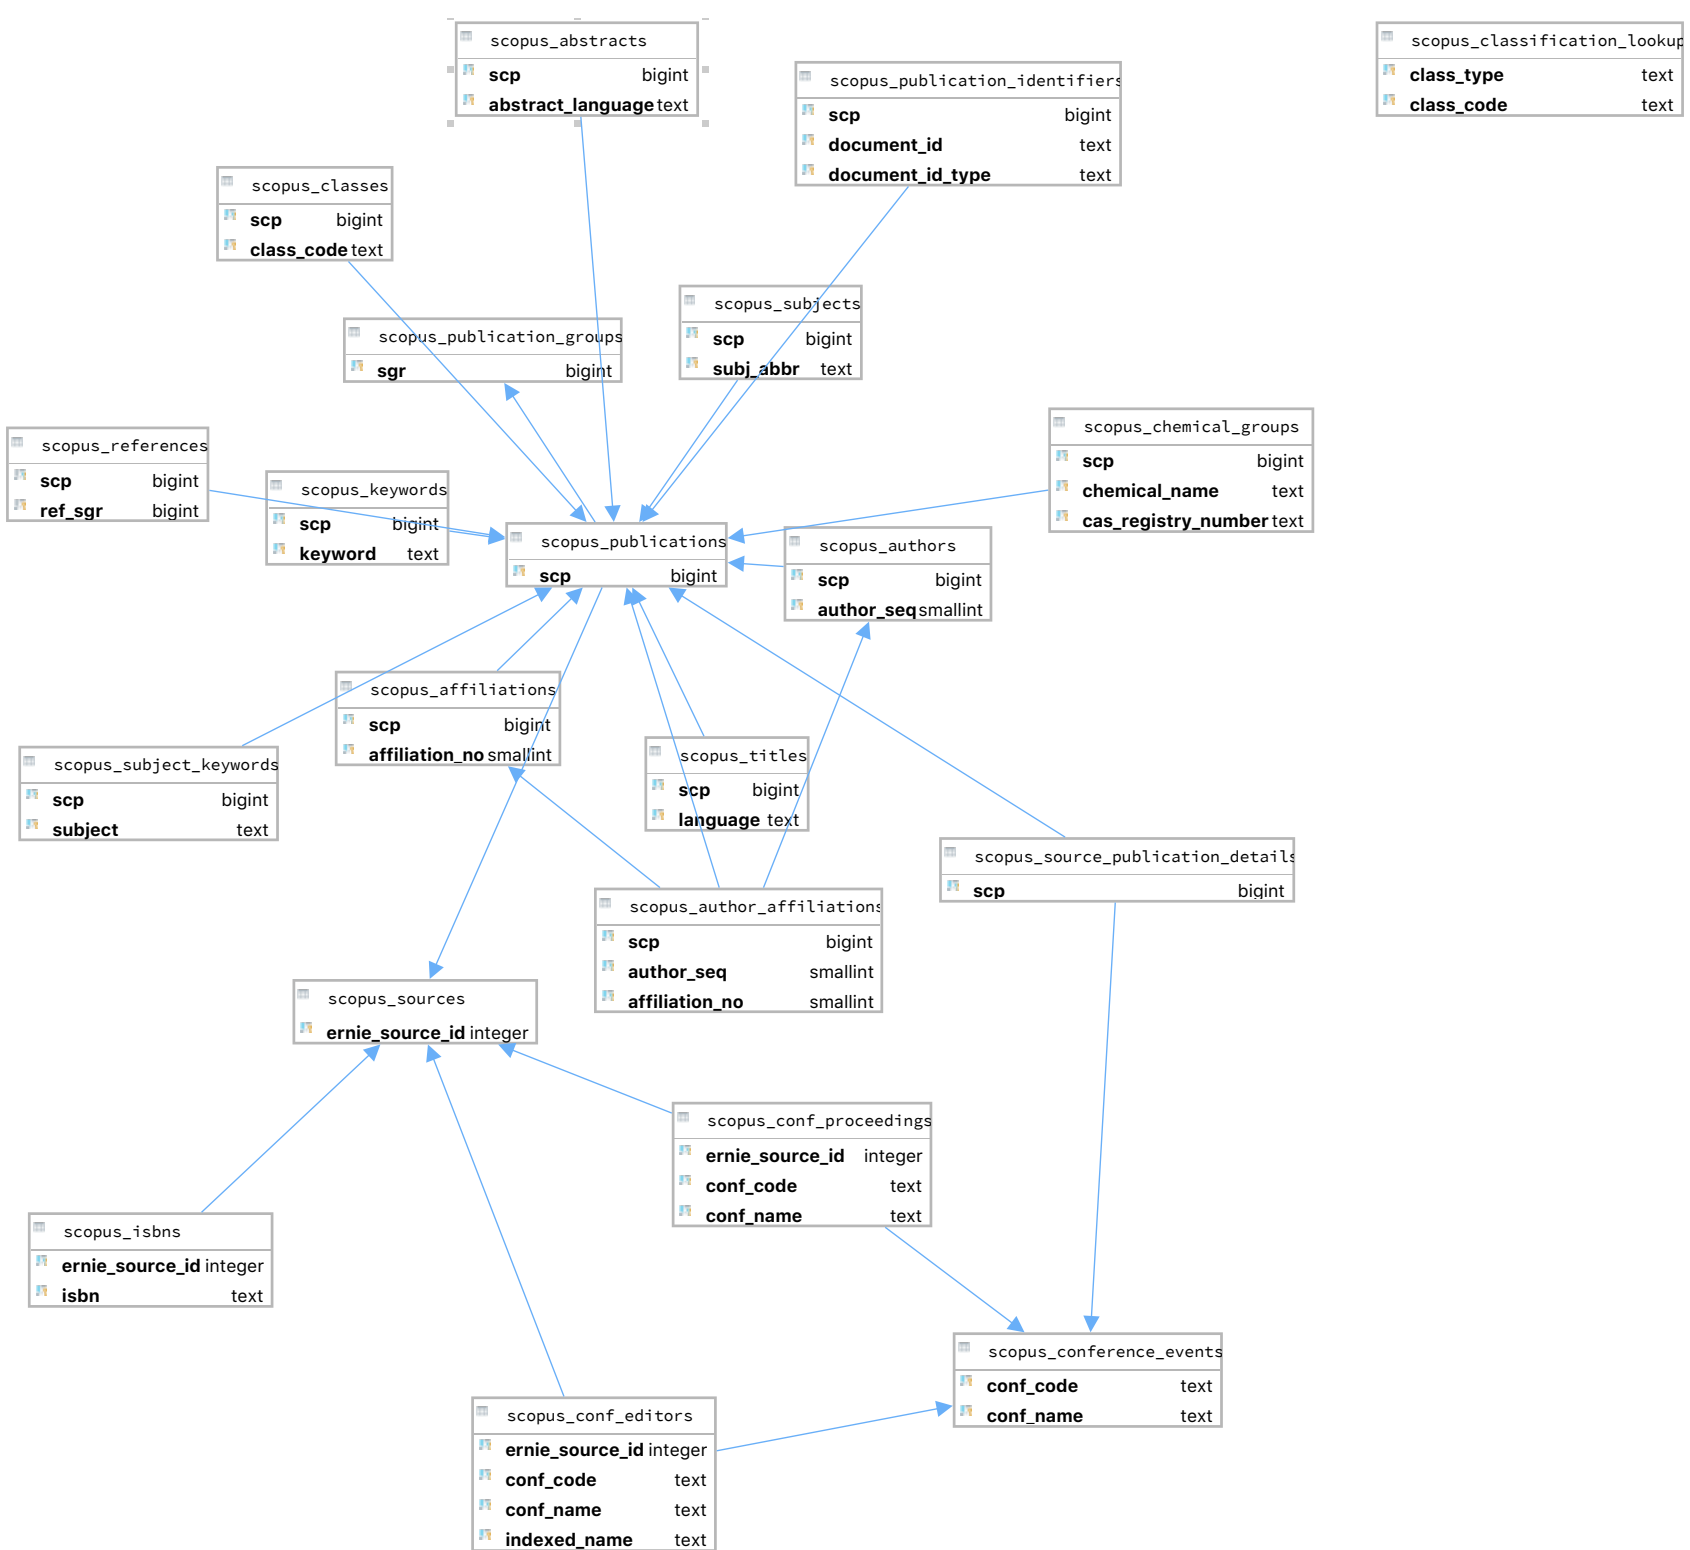 scopus_abstracts
scp bigint
abstract_language text
scopus_classification_lookup
class_type text
class_code text
scopus_publication_identifiers
scp bigint
document_id text
document_id_type text
scopus_classes
scp bigint
class_code text
scopus_subjects
scp bigint
subj_abbr text
scopus_publication_groups
sgr bigint
scopus_chemical_groups
scp bigint
chemical_name text
cas_registry_number text
scopus_references
scp bigint
ref_sgr bigint
scopus_keywords
scp bigint
keyword text
scopus_publications
scp bigint
scopus_authors
scp bigint
author_seq smallint
scopus_affiliations
scp bigint
affiliation_no smallint
scopus_titles
scp bigint
language text
scopus_subject_keywords
scp bigint
subject text
scopus_source_publication_details
scp bigint
scopus_author_affiliations
scp bigint
author_seq smallint
affiliation_no smallint
scopus_sources
ernie_source_id integer
scopus_conf_proceedings
ernie_source_id integer
conf_code text
conf_name text
scopus_isbns
ernie_source_id integer
isbn text
scopus_conference_events
conf_code text
conf_name text
scopus_conf_editors
ernie_source_id integer
conf_code text
conf_name text
indexed_name text